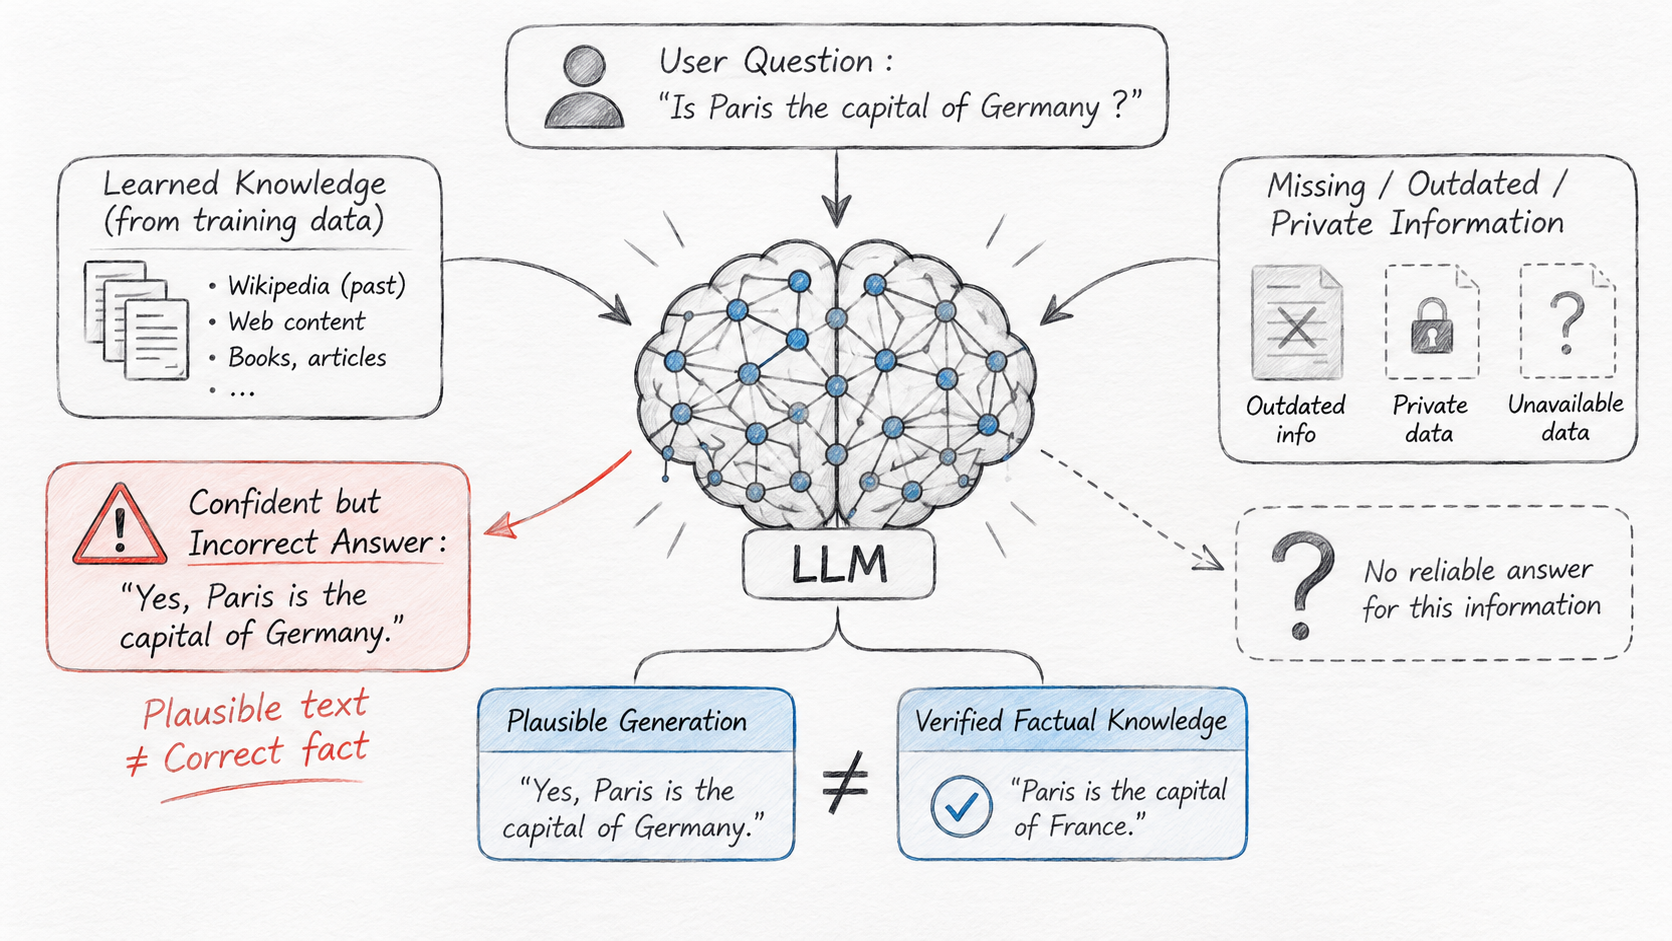 User Question :
“Is Paris the capital of Germany ?”
Learned Knowledge
(from training data)
• Wikipedia (past)
• Web content
• Books, articles
• ...
Missing / Outdated /
Private Information
Outdated
info
Private
data
Unavailable
data
Confident but
Incorrect Answer :
“Yes, Paris is the
capital of Germany.”
Plausible text
≠ Correct fact
LLM
No reliable answer
for this information
Plausible Generation
“Yes, Paris is the
capital of Germany.”
≠
Verified Factual Knowledge
“Paris is the capital
of France.”